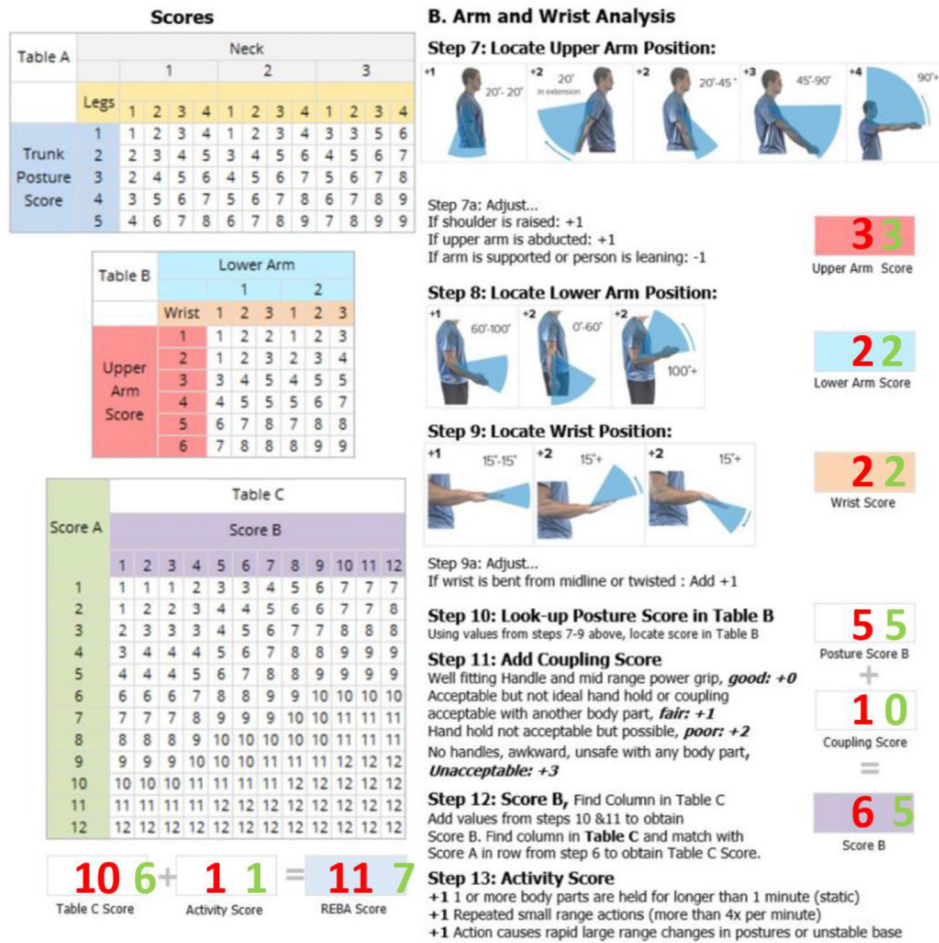 Scores
Table A
Neck
1 2 3
Legs 1 2 3 4 1 2 3 4 1 2 3 4
Trunk Posture Score
1 1 2 3 4 1 2 3 4 3 3 5 6
2 2 3 4 5 3 4 5 6 4 5 6 7
3 2 4 5 6 4 5 6 7 5 6 7 8
4 3 5 6 7 5 6 7 8 6 7 8 9
5 4 6 7 8 6 7 8 9 7 8 9 9
Table B
Lower Arm
1 2
Wrist 1 2 3 1 2 3
Upper Arm Score
1 1 2 2 1 2 3
2 1 2 3 2 3 4
3 3 4 5 4 5 5
4 4 5 5 5 6 7
5 6 7 8 7 8 8
6 7 8 8 8 9 9
Score A
Table C
Score B
1 2 3 4 5 6 7 8 9 10 11 12
1 1 1 1 2 3 3 4 5 6 7 7 7
2 1 2 2 3 4 4 5 6 6 7 7 8
3 2 3 3 3 4 5 6 7 7 8 8 8
4 3 4 4 4 5 6 7 8 8 9 9 9
5 4 4 4 5 6 7 8 8 9 9 9 9
6 6 6 6 7 8 8 9 9 10 10 10 10
7 7 7 7 8 9 9 9 10 10 11 11 11
8 8 8 8 9 10 10 10 10 10 11 11 11
9 9 9 9 10 10 10 11 11 11 12 12 12
10 10 10 10 11 11 11 11 12 12 12 12 12
11 11 11 11 11 12 12 12 12 12 12 12 12
12 12 12 12 12 12 12 12 12 12 12 12 12
10 6 + 1 1 = 11 7
Table C Score Activity Score REBA Score
B. Arm and Wrist Analysis
Step 7: Locate Upper Arm Position:
+1 20°- 20°
+2 20° in extension
+2 20°-45°
+3 45°-90°
+4 90°+
Step 7a: Adjust...
If shoulder is raised: +1
If upper arm is abducted: +1
If arm is supported or person is leaning: -1
3 3
Upper Arm Score
Step 8: Locate Lower Arm Position:
+1 60°-100°
+2 0°-60°
+2 100°+
2 2
Lower Arm Score
Step 9: Locate Wrist Position:
+1 15°-15°
+2 15°+
+2 15°+
2 2
Wrist Score
Step 9a: Adjust...
If wrist is bent from midline or twisted : Add +1
Step 10: Look-up Posture Score in Table B
Using values from steps 7-9 above, locate score in Table B
5 5
Posture Score B
+
Step 11: Add Coupling Score
Well fitting Handle and mid range power grip, good: +0
Acceptable but not ideal hand hold or coupling
acceptable with another body part, fair: +1
Hand hold not acceptable but possible, poor: +2
No handles, awkward, unsafe with any body part,
Unacceptable: +3
1 0
Coupling Score
=
Step 12: Score B, Find Column in Table C
Add values from steps 10 &11 to obtain
Score B. Find column in Table C and match with
Score A in row from step 6 to obtain Table C Score.
6 5
Score B
Step 13: Activity Score
+1 1 or more body parts are held for longer than 1 minute (static)
+1 Repeated small range actions (more than 4x per minute)
+1 Action causes rapid large range changes in postures or unstable base